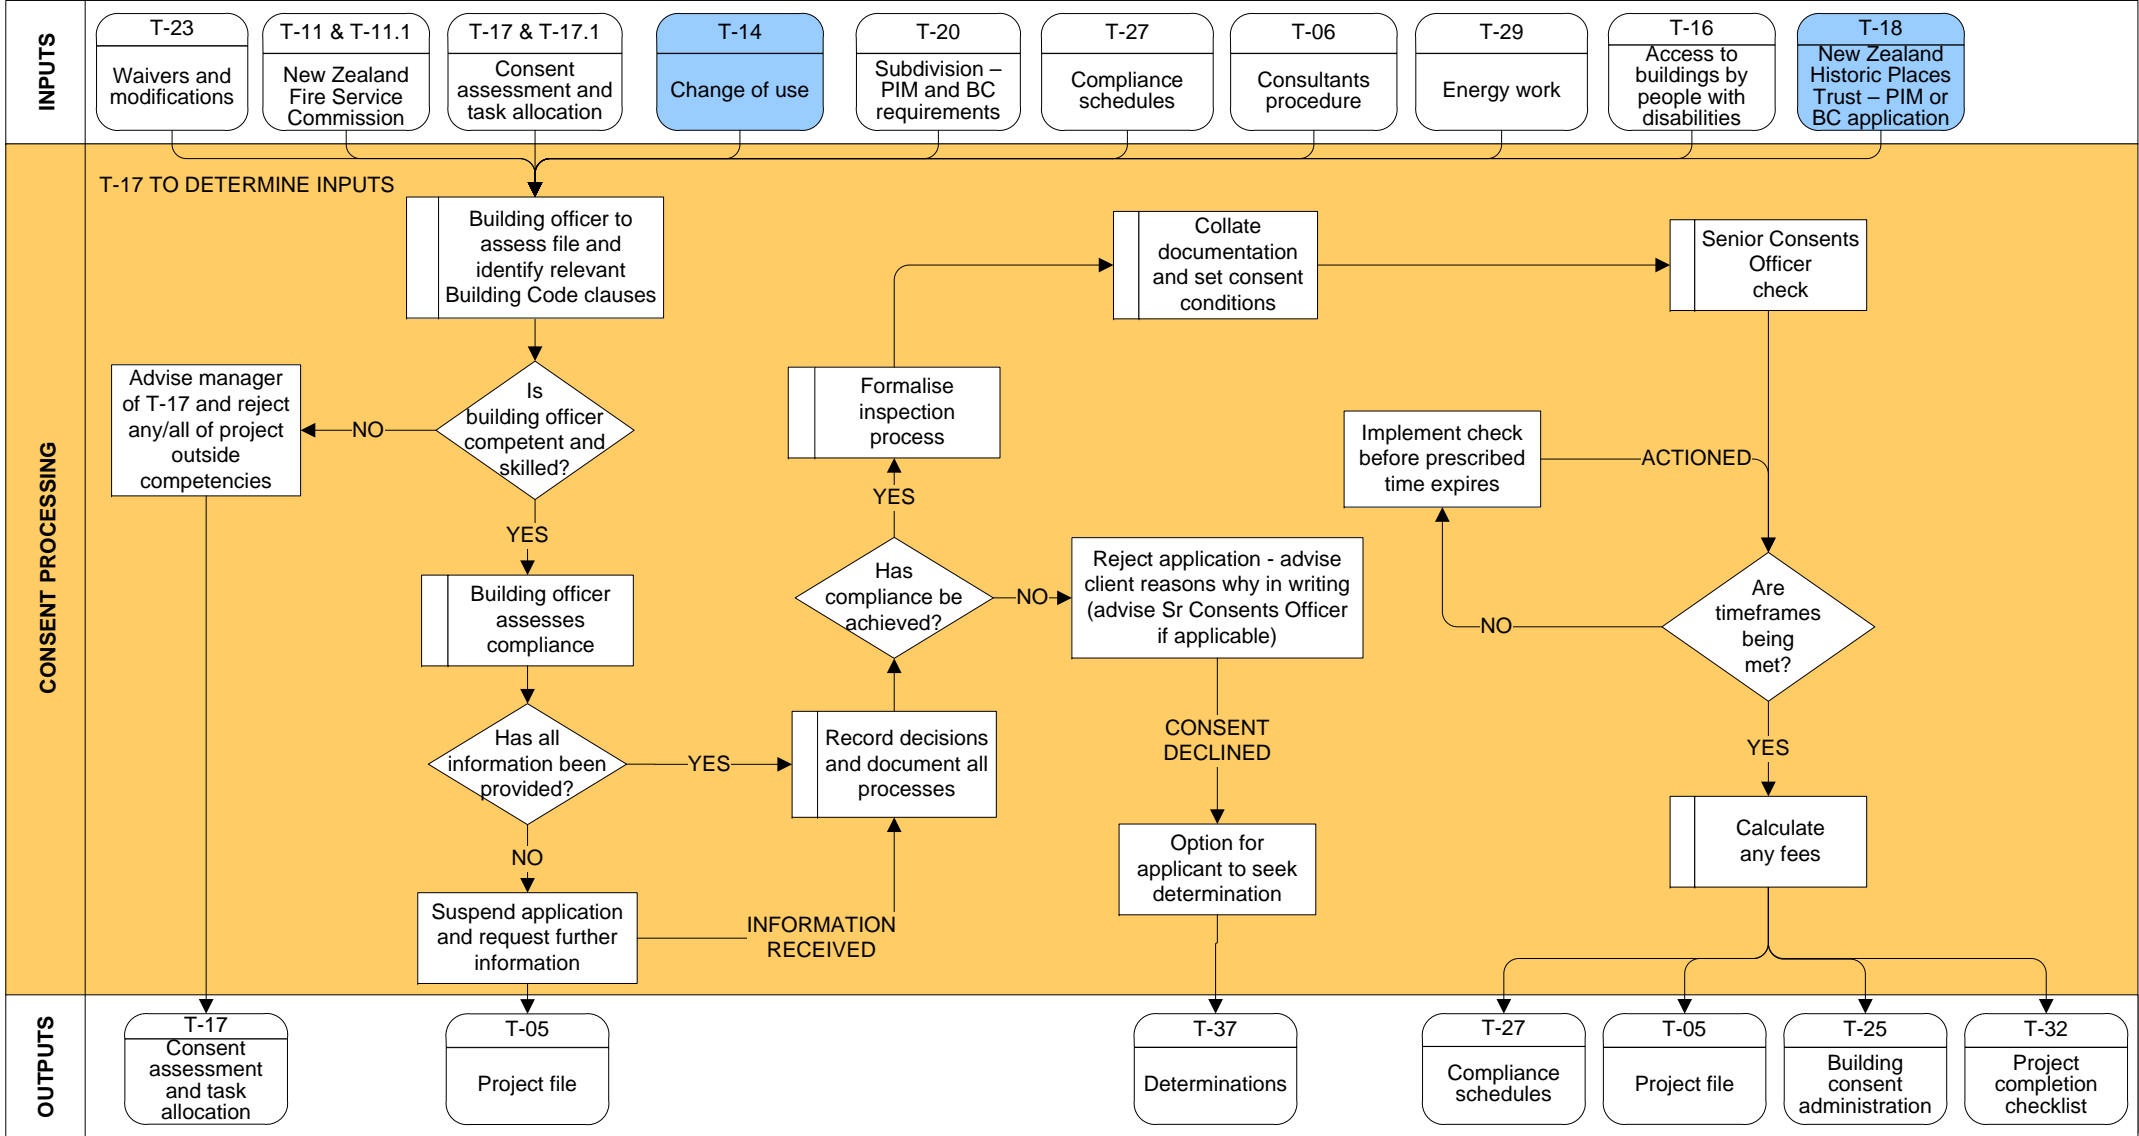 INPUTS
T-23
Waivers and
modifications
T-11 & T-11.1
New Zealand
Fire Service
Commission
T-17 & T-17.1
Consent
assessment and
task allocation
T-14
Change of use
T-20
Subdivision –
PIM and BC
requirements
T-27
Compliance
schedules
T-06
Consultants
procedure
T-29
Energy work
T-16
Access to
buildings by
people with
disabilities
T-18
New Zealand
Historic Places
Trust – PIM or
BC application
CONSENT PROCESSING
T-17 TO DETERMINE INPUTS
Building officer to
assess file and
identify relevant
Building Code clauses
Is
building officer
competent and
skilled?
NO
Advise manager
of T-17 and reject
any/all of project
outside
competencies
YES
Building officer
assesses
compliance
Has all
information been
provided?
YES
NO
Suspend application
and request further
information
INFORMATION
RECEIVED
Record decisions
and document all
processes
Has
compliance be
achieved?
YES
NO
Formalise
inspection
process
Reject application - advise
client reasons why in writing
(advise Sr Consents Officer
if applicable)
CONSENT
DECLINED
Option for
applicant to seek
determination
Collate
documentation
and set consent
conditions
Senior Consents
Officer
check
Implement check
before prescribed
time expires
ACTIONED
Are
timeframes
being
met?
NO
YES
Calculate
any fees
OUTPUTS
T-17
Consent
assessment
and task
allocation
T-05
Project file
T-37
Determinations
T-27
Compliance
schedules
T-05
Project file
T-25
Building
consent
administration
T-32
Project
completion
checklist